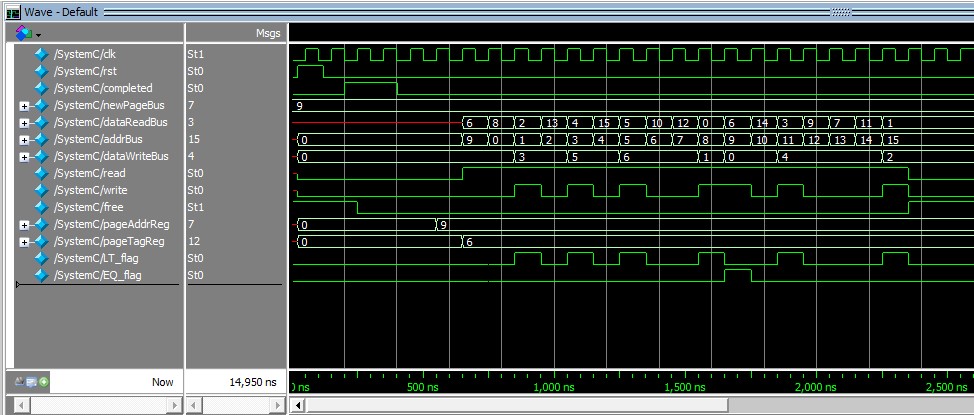 Wave - Default
Msgs
/SystemC/clk St1
/SystemC/rst St0
/SystemC/completed St0
/SystemC/newPageBus 7 9
/SystemC/dataReadBus 3 6 8 2 13 4 15 5 10 12 0 6 14 3 9 7 11 1
/SystemC/addrBus 15 0 9 0 1 2 3 4 5 6 7 8 9 10 11 12 13 14 15
/SystemC/dataWriteBus 4 0 3 5 6 1 0 4 2
/SystemC/read St0
/SystemC/write St0
/SystemC/free St1
/SystemC/pageAddrReg 7 0 9
/SystemC/pageTagReg 12 0 6
/SystemC/LT_flag St0
/SystemC/EQ_flag St0
Now 14,950 ns ns 500 ns 1,000 ns 1,500 ns 2,000 ns 2,500 ns